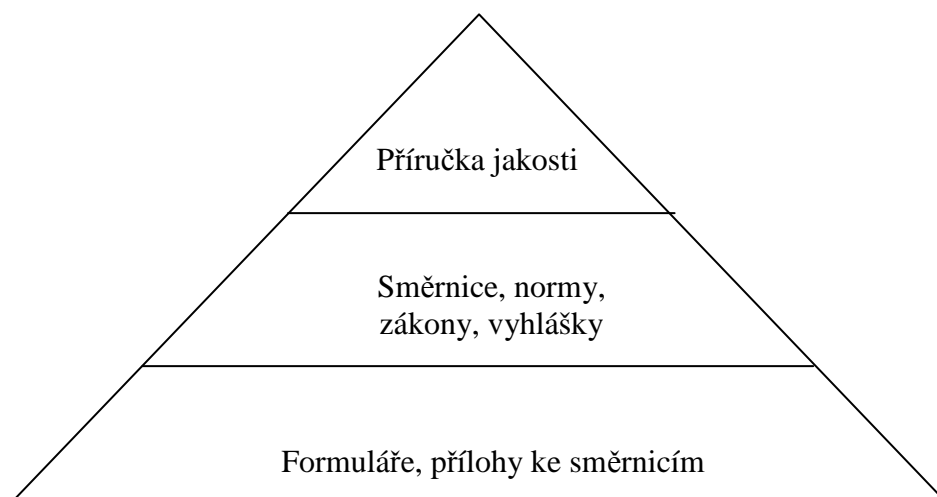 Příručka jakosti
Směrnice, normy,
zákony, vyhlášky
Formuláře, přílohy ke směrnicím